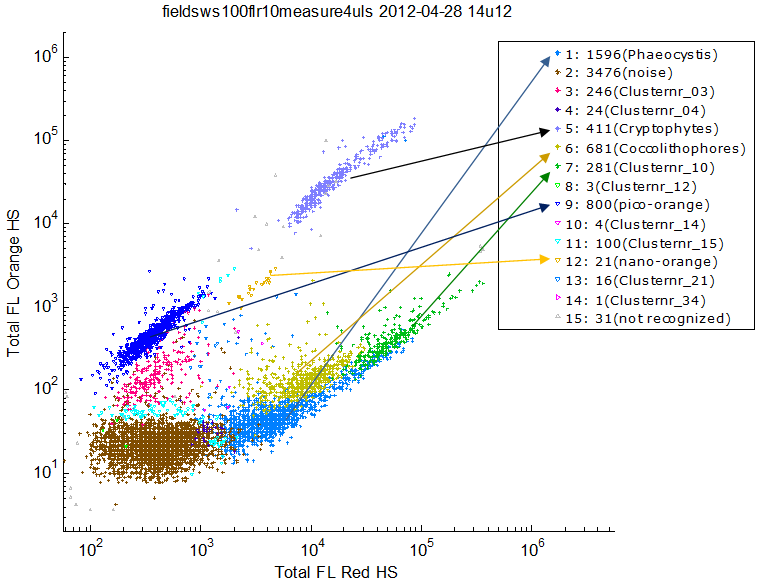 fieldsws100flr10measure4uls 2012-04-28 14u12
1: 1596(Phaeocystis)
2: 3476(noise)
3: 246(Clusternr_03)
4: 24(Clusternr_04)
5: 411(Cryptophytes)
6: 681(Coccolithophores)
7: 281(Clusternr_10)
8: 3(Clusternr_12)
9: 800(pico-orange)
10: 4(Clusternr_14)
11: 100(Clusternr_15)
12: 21(nano-orange)
13: 16(Clusternr_21)
14: 1(Clusternr_34)
15: 31(not recognized)
Total FL Orange HS
10⁶
10⁵
10⁴
10³
10²
10¹
10² 10³ 10⁴ 10⁵ 10⁶
Total FL Red HS